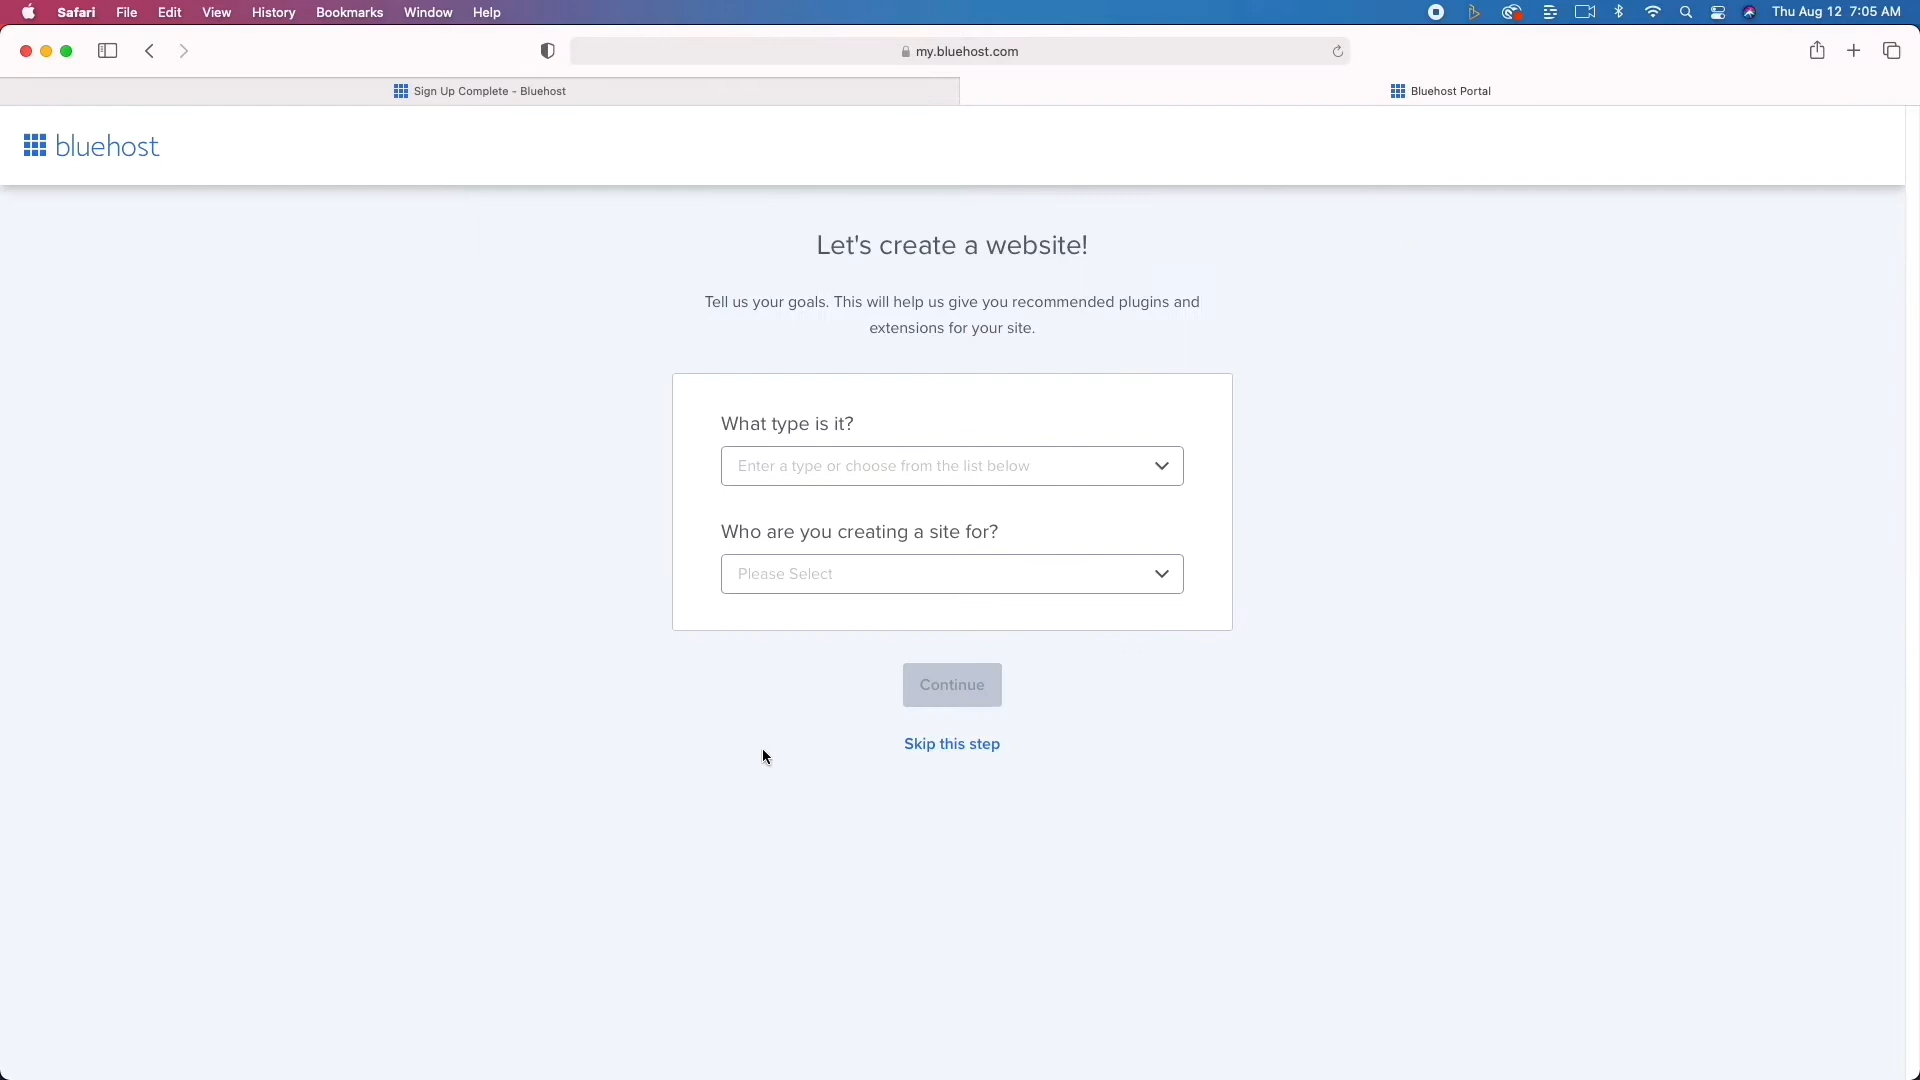 Safari File Edit View History Bookmarks Window Help Thu Aug 12 7:05 AM
my.bluehost.com
Sign Up Complete - Bluehost Bluehost Portal
bluehost
Let's create a website!
Tell us your goals. This will help us give you recommended plugins and
extensions for your site.
What type is it?
Enter a type or choose from the list below
Who are you creating a site for?
Please Select
Continue
Skip this step